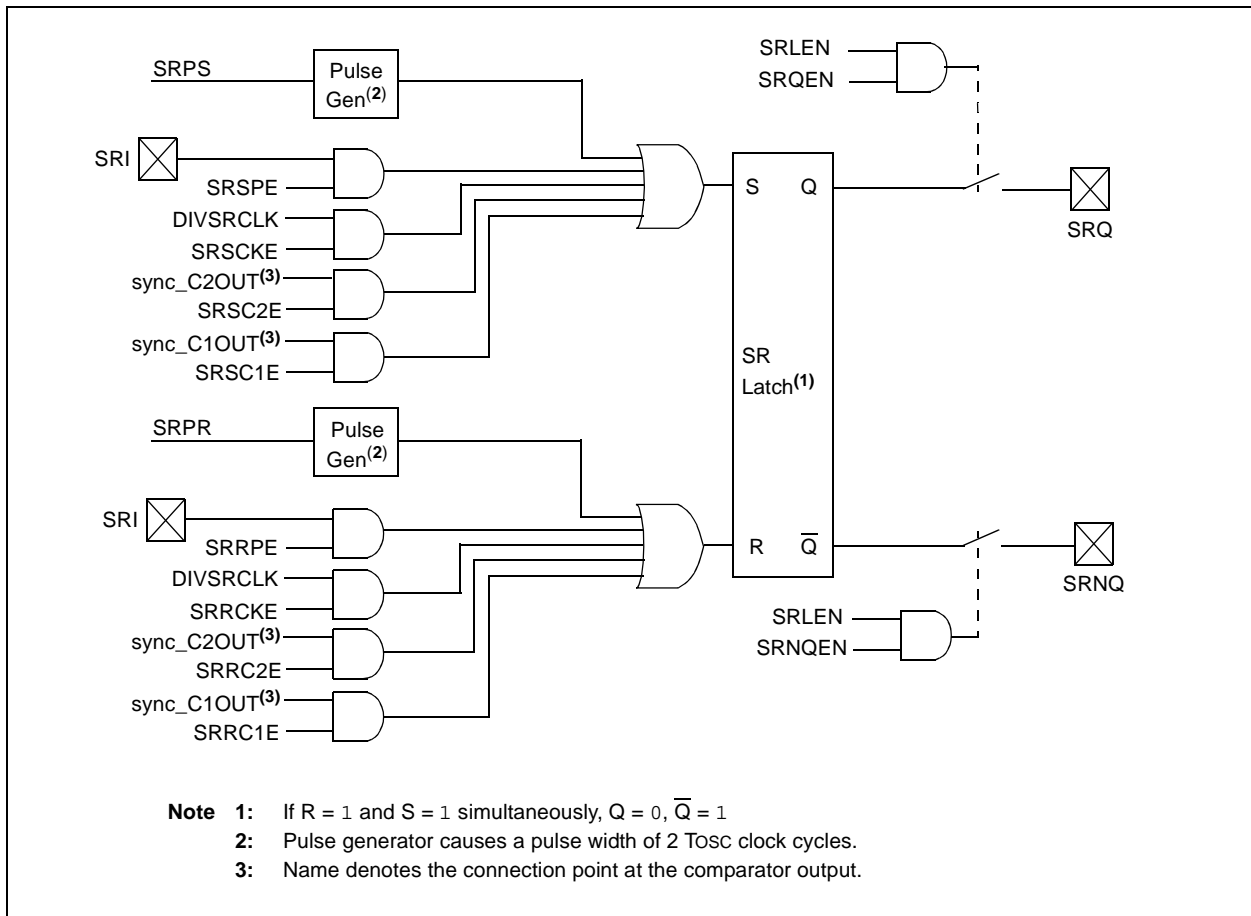 SRPS
Pulse
Gen(2)
SRI
SRSPE
DIVSRCLK
SRSCKE
sync_C2OUT(3)
SRSC2E
sync_C1OUT(3)
SRSC1E
SRPR
Pulse
Gen(2)
SRI
SRRPE
DIVSRCLK
SRRCKE
sync_C2OUT(3)
SRRC2E
sync_C1OUT(3)
SRRC1E
S Q
SR
Latch(1)
R Q̅
SRLEN
SRQEN
SRQ
SRNQ
SRLEN
SRNQEN
Note 1: If R = 1 and S = 1 simultaneously, Q = 0, Q̅ = 1
2: Pulse generator causes a pulse width of 2 TOSC clock cycles.
3: Name denotes the connection point at the comparator output.